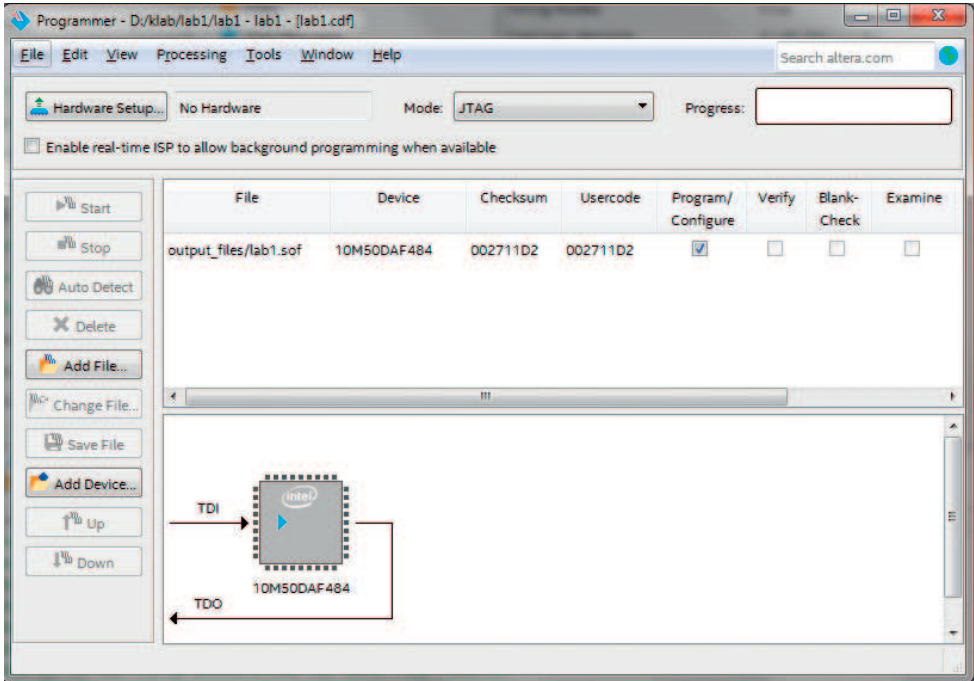 Programmer - D:/klab/lab1/lab1 - lab1 - [lab1.cdf]
File Edit View Processing Tools Window Help
Search altera.com
Hardware Setup... No Hardware Mode: JTAG Progress:
Enable real-time ISP to allow background programming when available
Start
Stop
Auto Detect
Delete
Add File...
Change File...
Save File
Add Device...
Up
Down
File Device Checksum Usercode Program/ Verify Blank- Examine
Configure Check
output_files/lab1.sof 10M50DAF484 002711D2 002711D2
TDI
intel
10M50DAF484
TDO